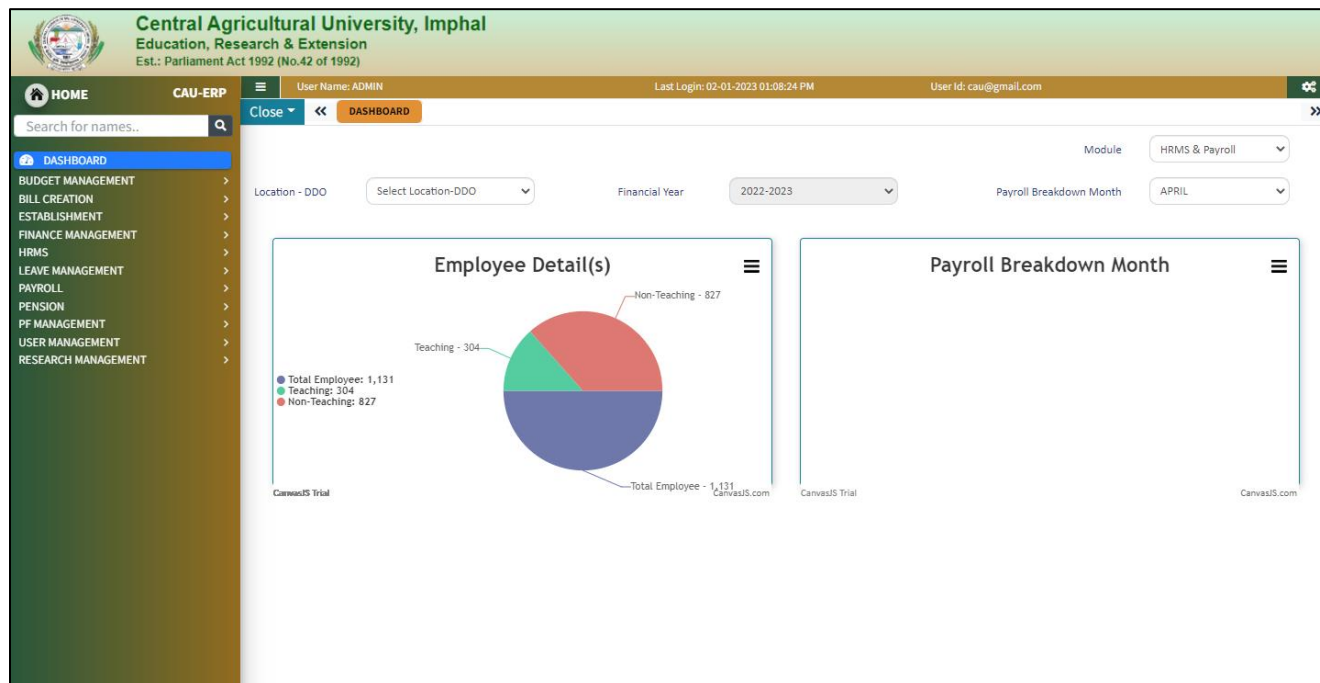 Central Agricultural University, Imphal
Education, Research & Extension
Est.: Parliament Act 1992 (No.42 of 1992)
HOME CAU-ERP
User Name: ADMIN Last Login: 02-01-2023 01:08:24 PM User Id: cau@gmail.com
Close DASHBOARD
Search for names..
DASHBOARD
BUDGET MANAGEMENT
BILL CREATION
ESTABLISHMENT
FINANCE MANAGEMENT
HRMS
LEAVE MANAGEMENT
PAYROLL
PENSION
PF MANAGEMENT
USER MANAGEMENT
RESEARCH MANAGEMENT
Module HRMS & Payroll
Location - DDO Select Location-DDO Financial Year 2022-2023 Payroll Breakdown Month APRIL
Employee Detail(s)
Non-Teaching - 827
Teaching - 304
Total Employee: 1,131
Teaching: 304
Non-Teaching: 827
Total Employee - 1,131
CanvasJS Trial CanvasJS.com
Payroll Breakdown Month
CanvasJS Trial CanvasJS.com